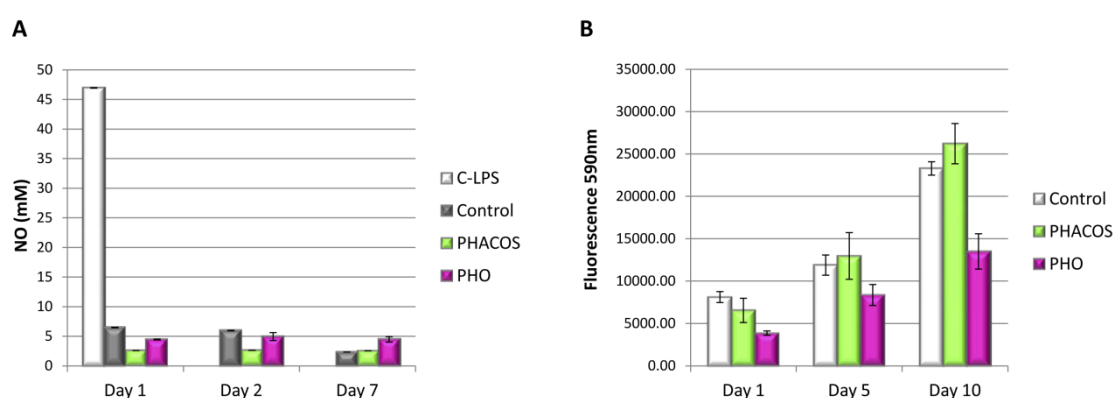 A
NO (mM)
50
45
40
35
30
25
20
15
10
5
0
Day 1
Day 2
Day 7
C-LPS
Control
PHACOS
PHO
B
Fluorescence 590nm
35000.00
30000.00
25000.00
20000.00
15000.00
10000.00
5000.00
0.00
Day 1
Day 5
Day 10
Control
PHACOS
PHO